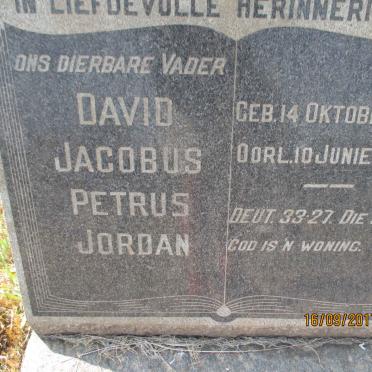 IN LIEFDEVOLLE HERINNERI
ONS DIERBARE VADER
DAVID
JACOBUS
PETRUS
JORDAN
GEB. 14 OKTOB
OORL. 10 JUNIE
DEUT. 33-27. DIE
GOD IS N WONING.
16/09/201